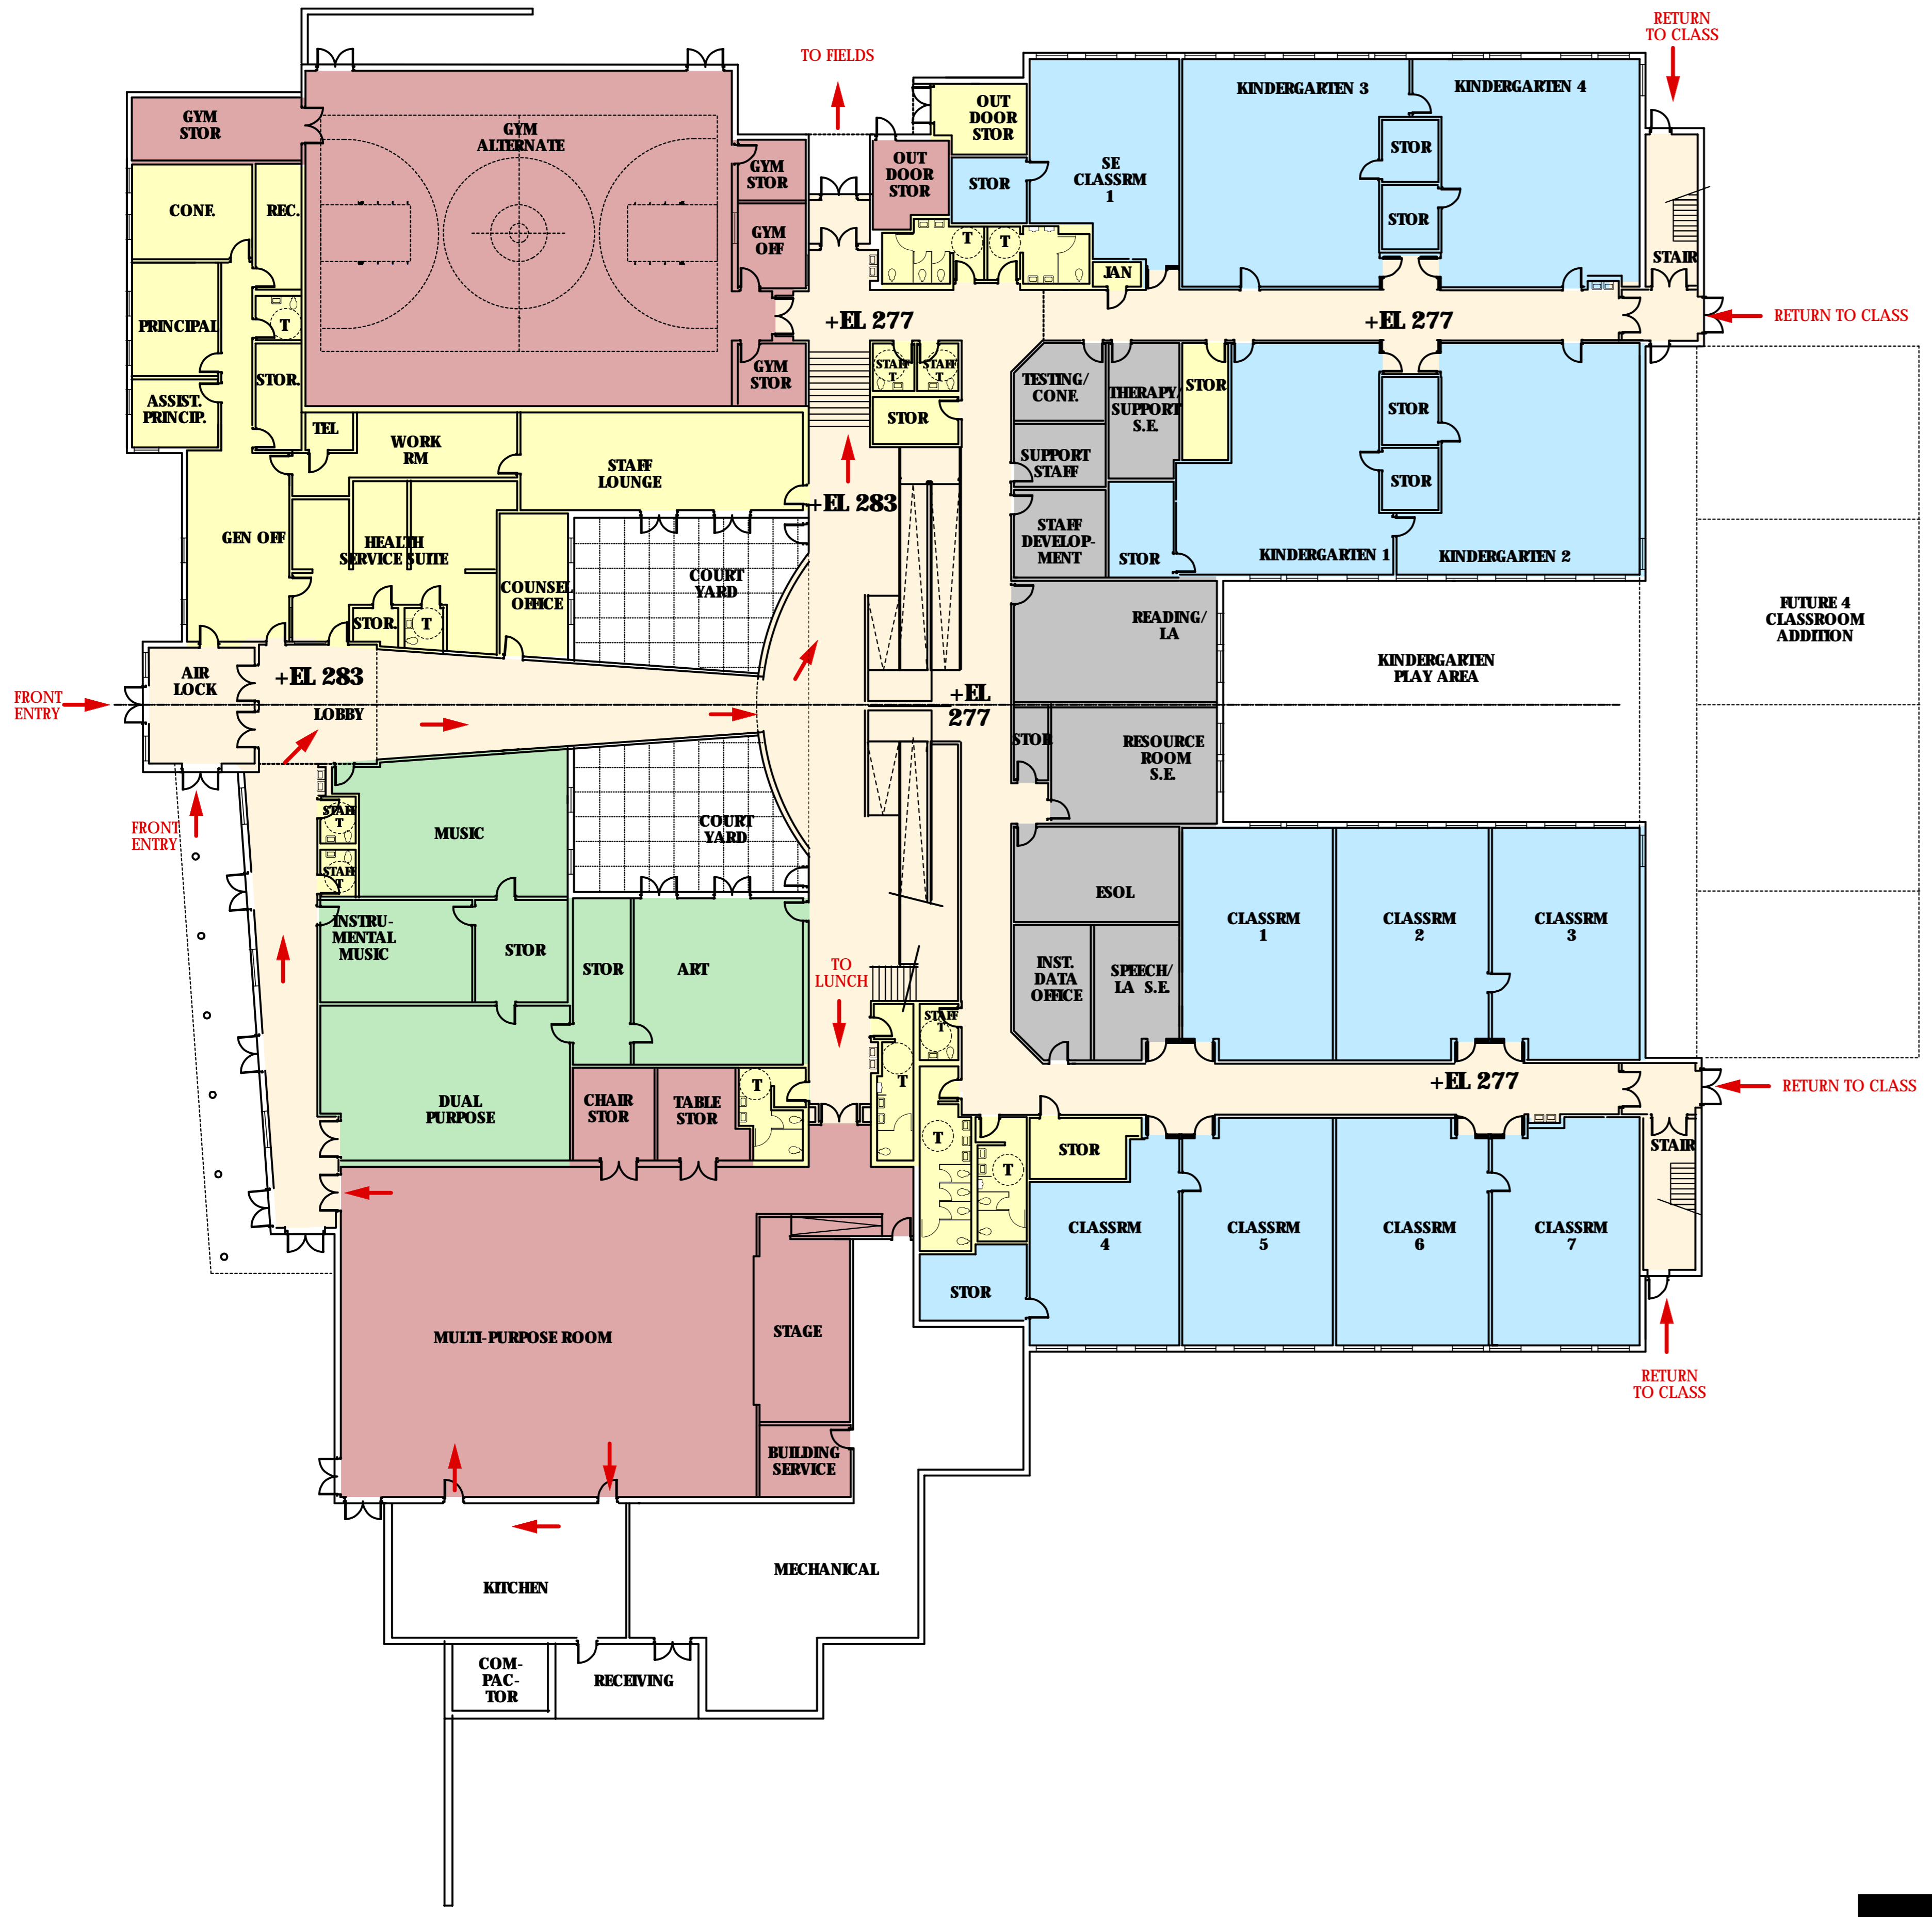 RETURN
TO CLASS
TO FIELDS
GYM
STOR
GYM
ALTERNATE
GYM
STOR
OUT
DOOR
STOR
OUT
DOOR
STOR
STOR
SE
CLASSRM
1
KINDERGARTEN 3
KINDERGARTEN 4
STOR
STOR
CONF.
REC.
GYM
OFF
T
T
JAN
STAIR
PRINCIPAL
T
+EL 277
+EL 277
RETURN TO CLASS
ASSIST.
PRINCIP.
STOR.
GYM
STOR
STAFF
T
STAFF
T
STOR
TESTING/
CONF.
THERAPY/
SUPPORT
S.E.
STOR
STOR
TEL
WORK
RM
STAFF
LOUNGE
SUPPORT
STAFF
STOR
+EL 283
GEN OFF
HEALTH
SERVICE SUITE
COUNSEL
OFFICE
COURT
YARD
STAFF
DEVELOP-
MENT
STOR
KINDERGARTEN 1
KINDERGARTEN 2
STOR.
T
READING/
LA
FUTURE 4
CLASSROOM
ADDITION
AIR
LOCK
+EL 283
KINDERGARTEN
PLAY AREA
FRONT
ENTRY
LOBBY
+EL
277
STOR
RESOURCE
ROOM
S.E.
FRONT
ENTRY
STAFF
T
MUSIC
COURT
YARD
STAFF
T
ESOL
INSTRU-
MENTAL
MUSIC
STOR
STOR
ART
TO
LUNCH
INST.
DATA
OFFICE
SPEECH/
LA S.E.
CLASSRM
1
CLASSRM
2
CLASSRM
3
STAFF
T
T
DUAL
PURPOSE
CHAIR
STOR
TABLE
STOR
T
+EL 277
RETURN TO CLASS
T
T
STOR
STAIR
CLASSRM
4
CLASSRM
5
CLASSRM
6
CLASSRM
7
STOR
MULTI-PURPOSE ROOM
STAGE
RETURN
TO CLASS
BUILDING
SERVICE
KITCHEN
MECHANICAL
COM-
PAC-
TOR
RECEIVING